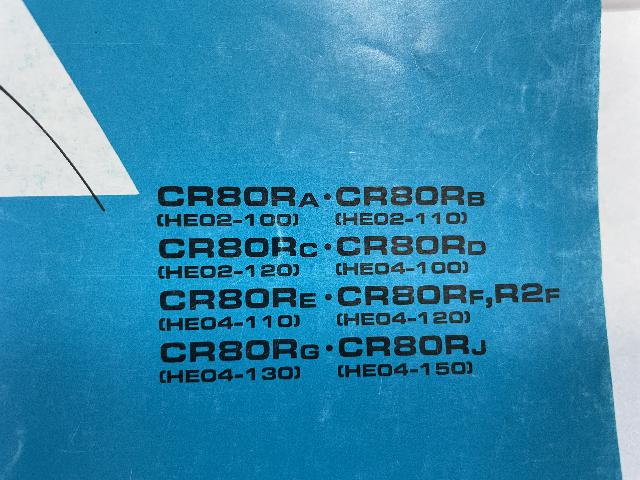 CR80RA・CR80RB
(HE02-100) (HE02-110)
CR80RC・CR80RD
(HE02-120) (HE04-100)
CR80RE・CR80RF,R2F
(HE04-110) (HE04-120)
CR80RG・CR80RJ
(HE04-130) (HE04-150)